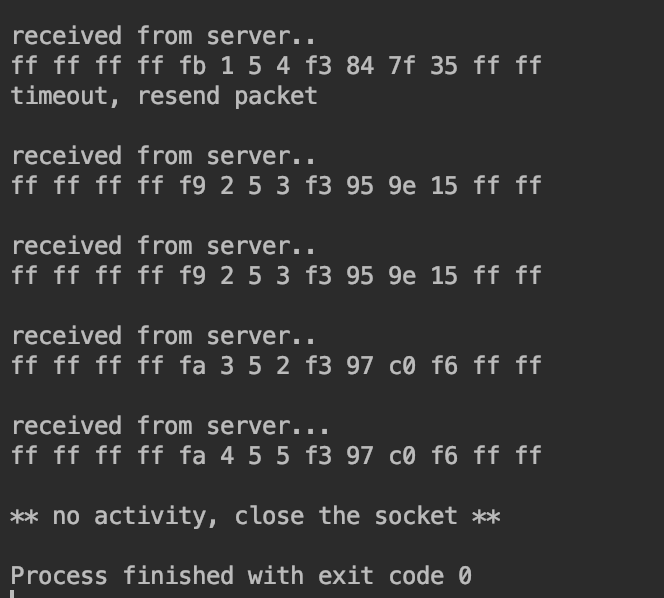 received from server..
ff ff ff ff fb 1 5 4 f3 84 7f 35 ff ff
timeout, resend packet
received from server..
ff ff ff ff f9 2 5 3 f3 95 9e 15 ff ff
received from server..
ff ff ff ff f9 2 5 3 f3 95 9e 15 ff ff
received from server..
ff ff ff ff fa 3 5 2 f3 97 c0 f6 ff ff
received from server...
ff ff ff ff fa 4 5 5 f3 97 c0 f6 ff ff
** no activity, close the socket **
Process finished with exit code 0